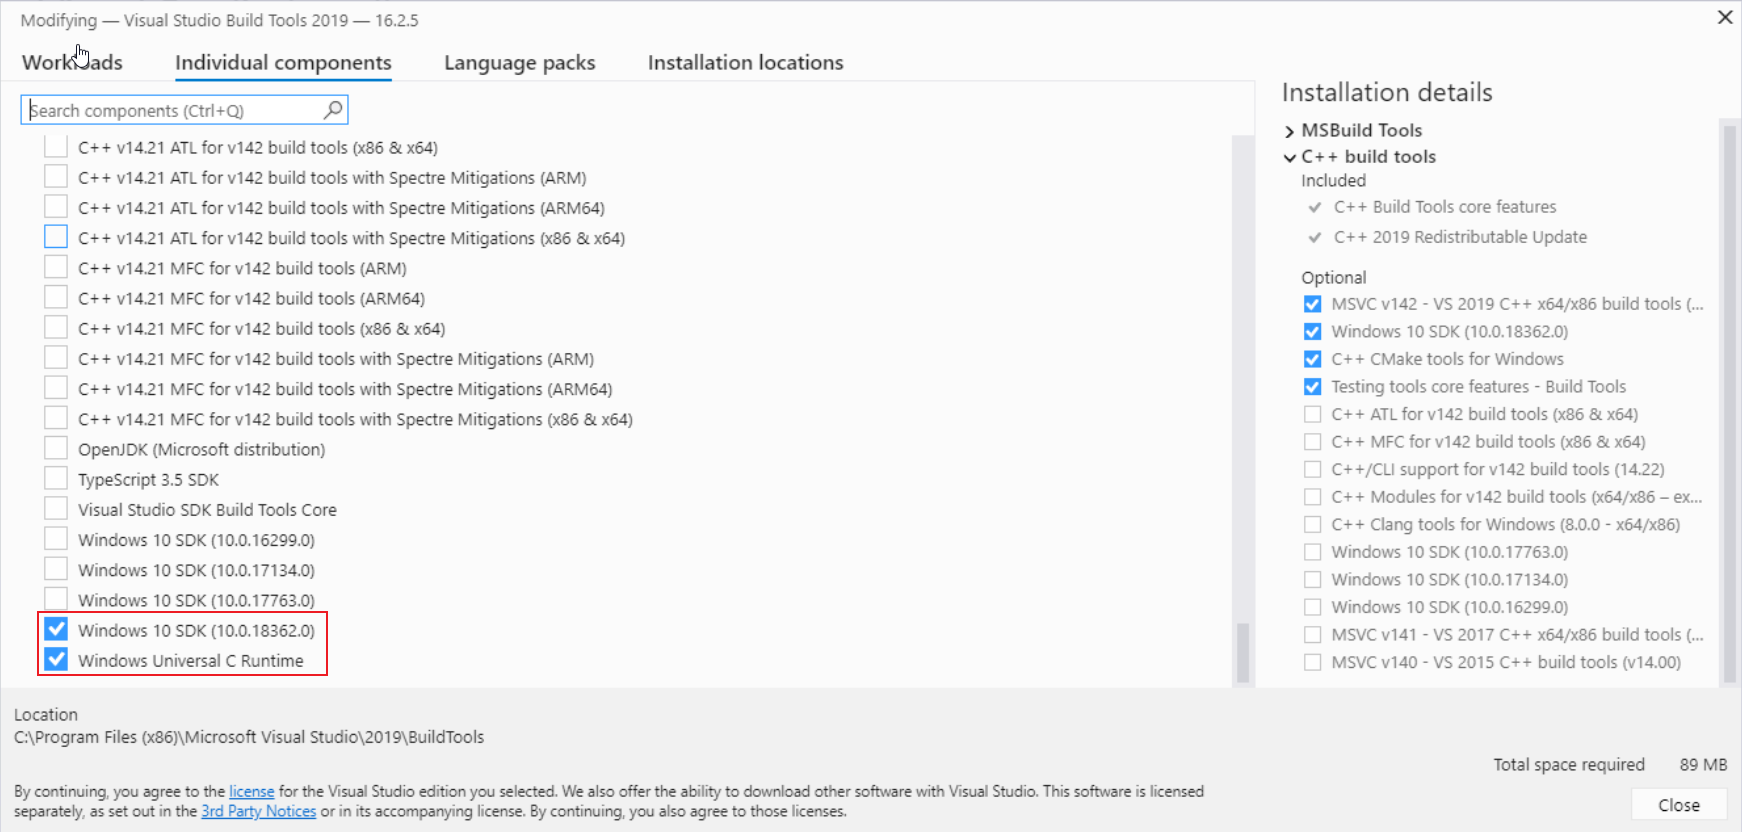 Modifying — Visual Studio Build Tools 2019 — 16.2.5
Workloads Individual components Language packs Installation locations
Search components (Ctrl+Q)
C++ v14.21 ATL for v142 build tools (x86 & x64)
C++ v14.21 ATL for v142 build tools with Spectre Mitigations (ARM)
C++ v14.21 ATL for v142 build tools with Spectre Mitigations (ARM64)
C++ v14.21 ATL for v142 build tools with Spectre Mitigations (x86 & x64)
C++ v14.21 MFC for v142 build tools (ARM)
C++ v14.21 MFC for v142 build tools (ARM64)
C++ v14.21 MFC for v142 build tools (x86 & x64)
C++ v14.21 MFC for v142 build tools with Spectre Mitigations (ARM)
C++ v14.21 MFC for v142 build tools with Spectre Mitigations (ARM64)
C++ v14.21 MFC for v142 build tools with Spectre Mitigations (x86 & x64)
OpenJDK (Microsoft distribution)
TypeScript 3.5 SDK
Visual Studio SDK Build Tools Core
Windows 10 SDK (10.0.16299.0)
Windows 10 SDK (10.0.17134.0)
Windows 10 SDK (10.0.17763.0)
Windows 10 SDK (10.0.18362.0)
Windows Universal C Runtime
Installation details
MSBuild Tools
C++ build tools
Included
C++ Build Tools core features
C++ 2019 Redistributable Update
Optional
MSVC v142 - VS 2019 C++ x64/x86 build tools (...
Windows 10 SDK (10.0.18362.0)
C++ CMake tools for Windows
Testing tools core features - Build Tools
C++ ATL for v142 build tools (x86 & x64)
C++ MFC for v142 build tools (x86 & x64)
C++/CLI support for v142 build tools (14.22)
C++ Modules for v142 build tools (x64/x86 – ex...
C++ Clang tools for Windows (8.0.0 - x64/x86)
Windows 10 SDK (10.0.17763.0)
Windows 10 SDK (10.0.17134.0)
Windows 10 SDK (10.0.16299.0)
MSVC v141 - VS 2017 C++ x64/x86 build tools (...
MSVC v140 - VS 2015 C++ build tools (v14.00)
Location
C:\Program Files (x86)\Microsoft Visual Studio\2019\BuildTools
Total space required 89 MB
By continuing, you agree to the license for the Visual Studio edition you selected. We also offer the ability to download other software with Visual Studio. This software is licensed
separately, as set out in the 3rd Party Notices or in its accompanying license. By continuing, you also agree to those licenses.
Close